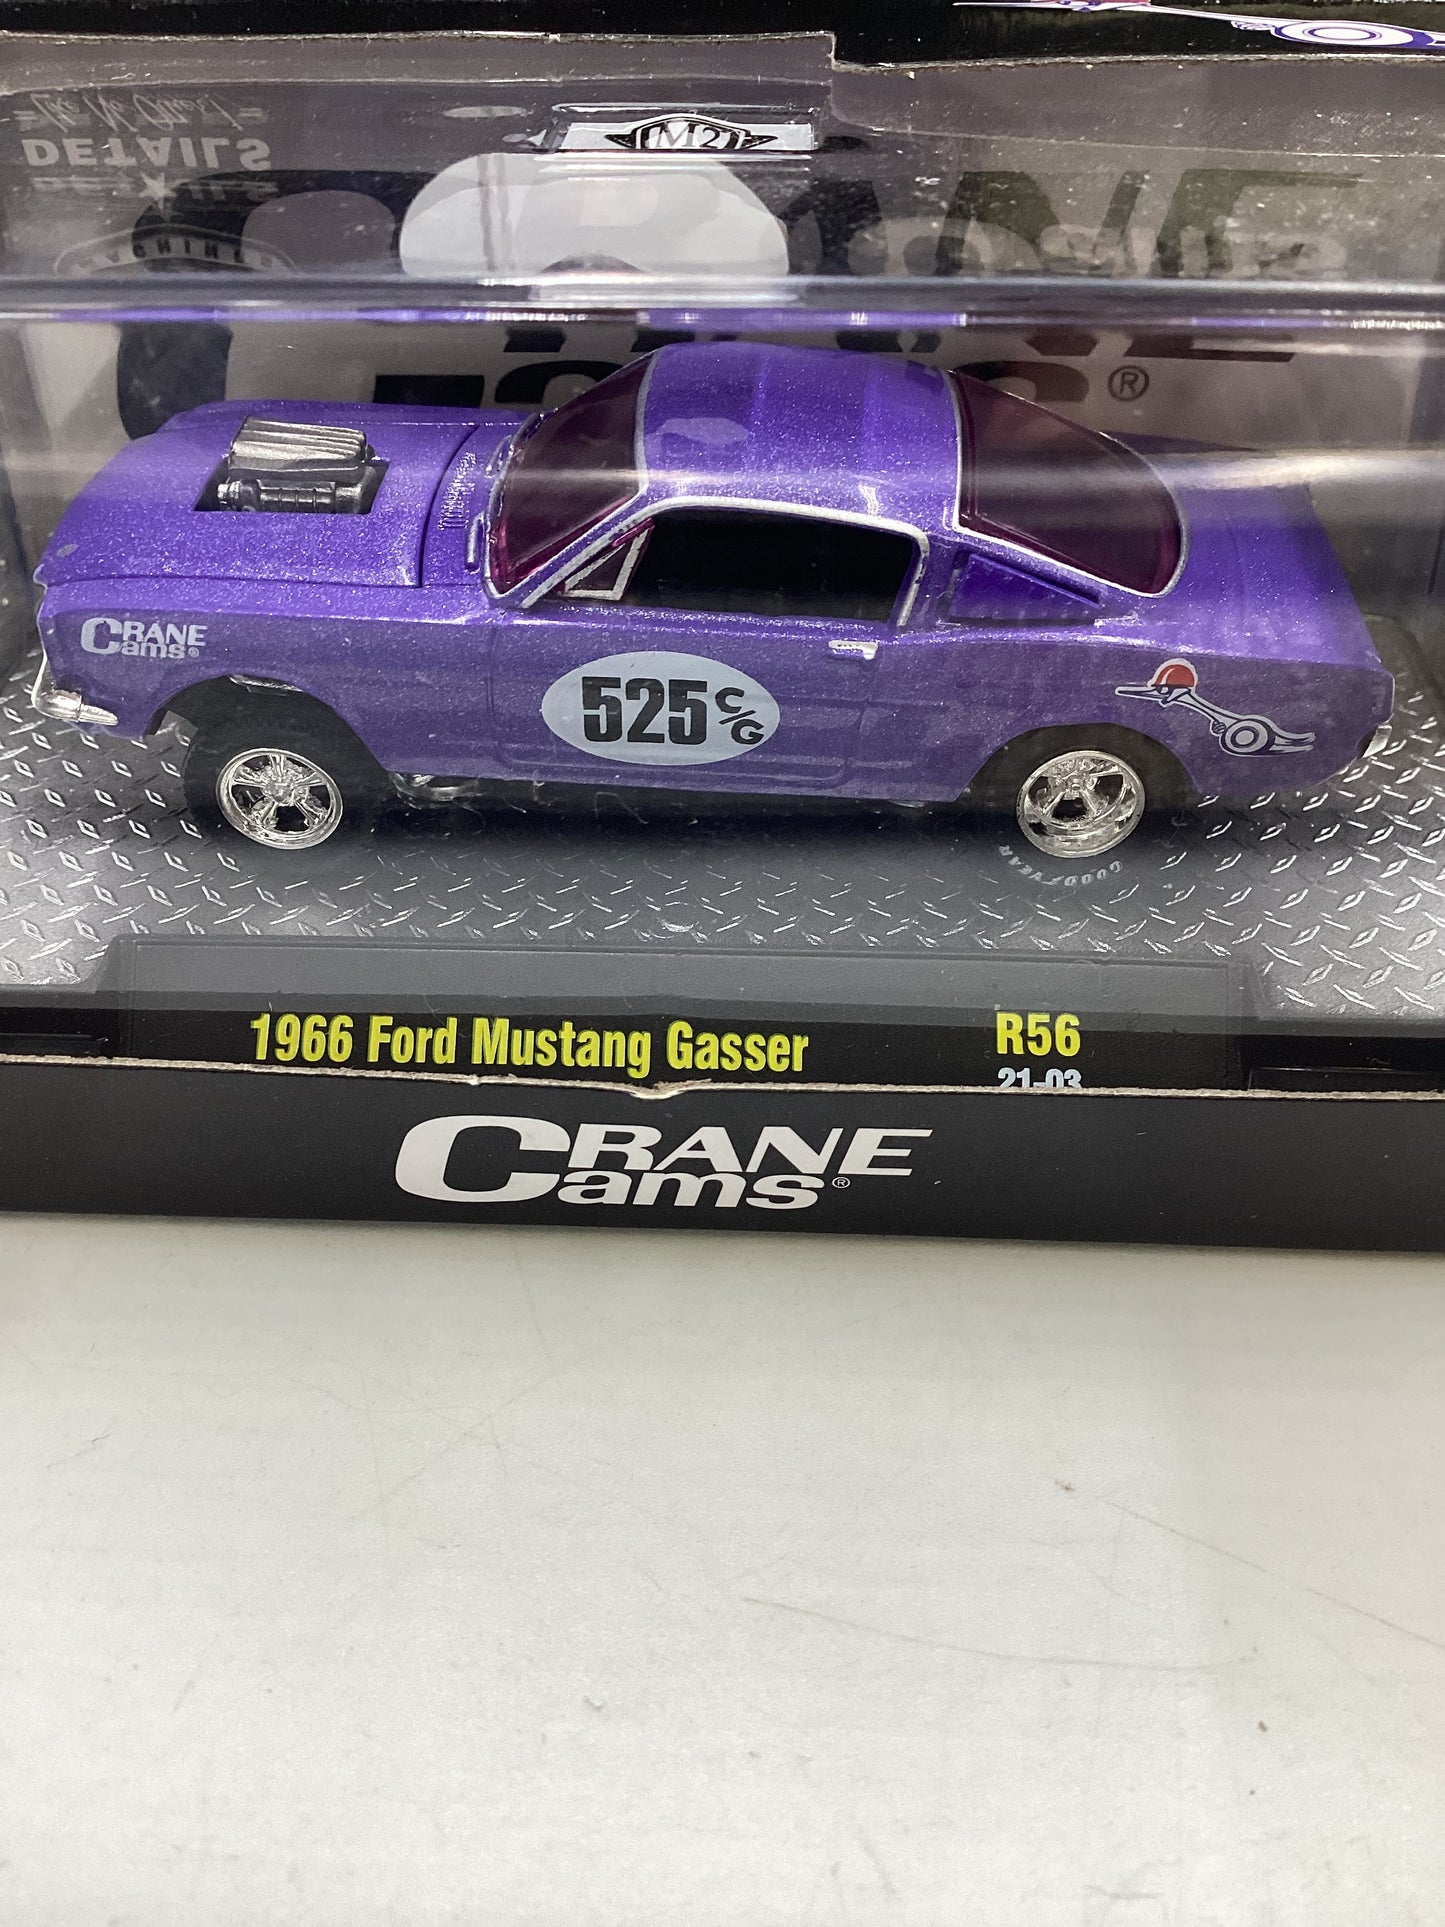 M2
DETAILS
®
CRANE
Cams®
525 C/G
GOODYEAR
1966 Ford Mustang Gasser
R56
21-03
CRANE
Cams®